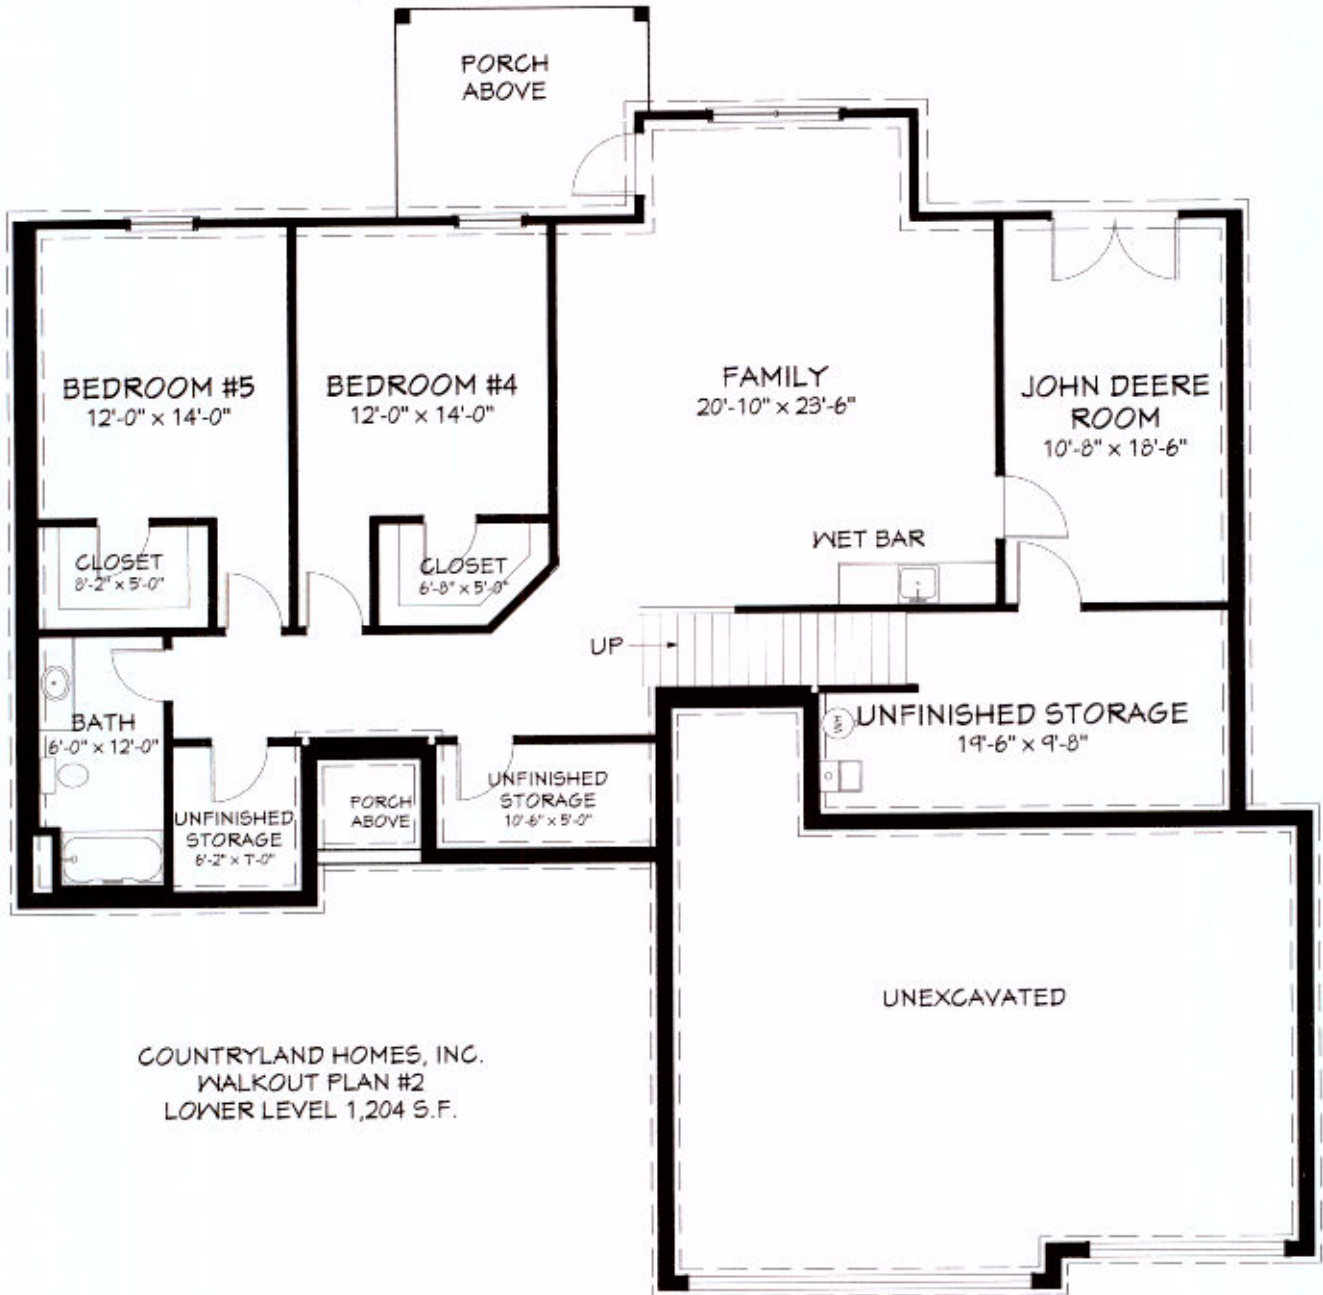 PORCH
ABOVE
BEDROOM #5
12'-0" x 14'-0"
BEDROOM #4
12'-0" x 14'-0"
FAMILY
20'-10" x 23'-6"
JOHN DEERE
ROOM
10'-8" x 18'-6"
CLOSET
8'-2" x 5'-0"
CLOSET
6'-8" x 5'-0"
WET BAR
UP
BATH
6'-0" x 12'-0"
WH
UNFINISHED STORAGE
19'-6" x 9'-8"
UNFINISHED
STORAGE
6'-2" x 7'-0"
PORCH
ABOVE
UNFINISHED
STORAGE
10'-6" x 5'-0"
UNEXCAVATED
COUNTRYLAND HOMES, INC.
WALKOUT PLAN #2
LOWER LEVEL 1,204 S.F.